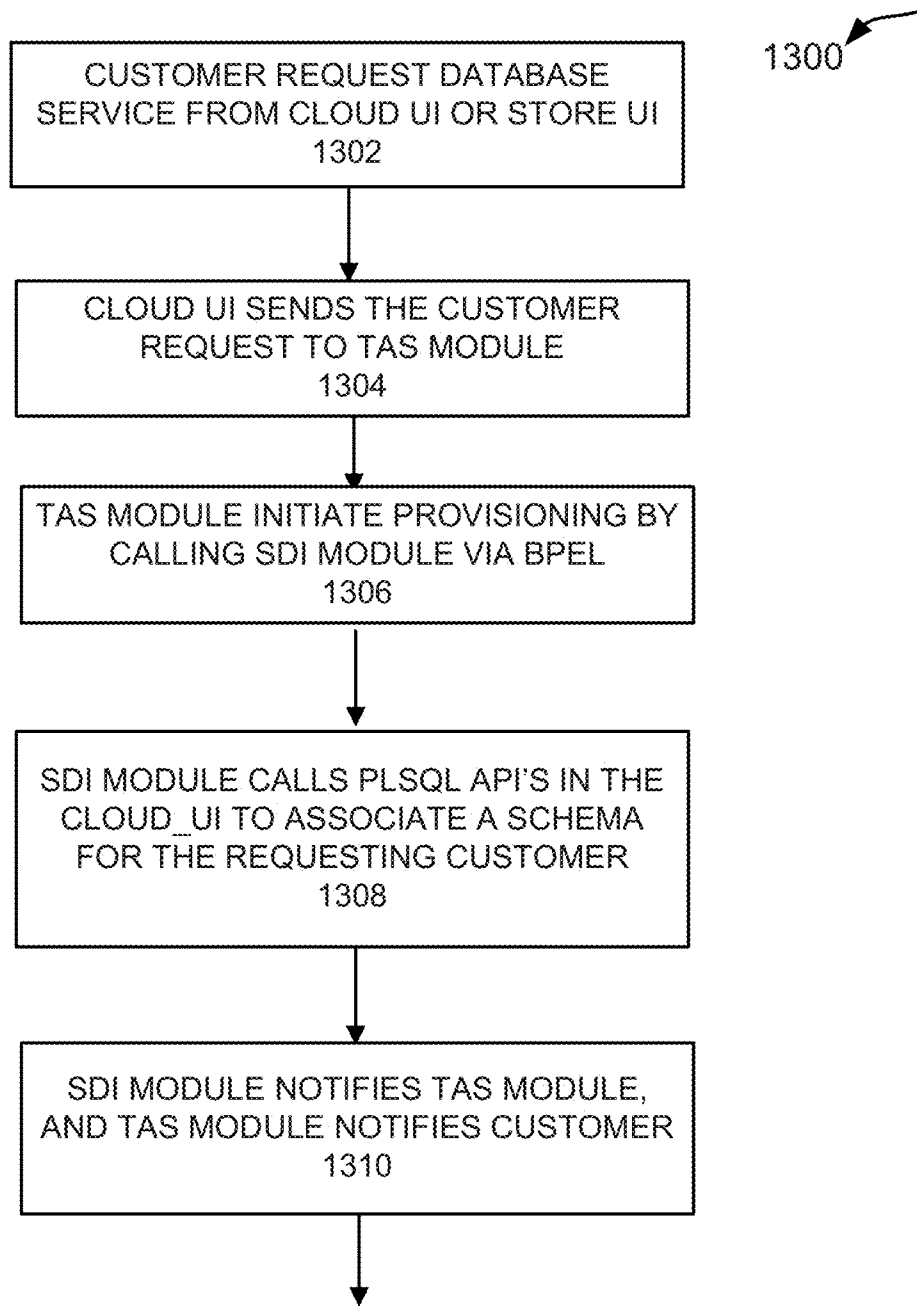 1300
CUSTOMER REQUEST DATABASE
SERVICE FROM CLOUD UI OR STORE UI
1302
CLOUD UI SENDS THE CUSTOMER
REQUEST TO TAS MODULE
1304
TAS MODULE INITIATE PROVISIONING BY
CALLING SDI MODULE VIA BPEL
1306
SDI MODULE CALLS PLSQL API'S IN THE
CLOUD_UI TO ASSOCIATE A SCHEMA
FOR THE REQUESTING CUSTOMER
1308
SDI MODULE NOTIFIES TAS MODULE,
AND TAS MODULE NOTIFIES CUSTOMER
1310